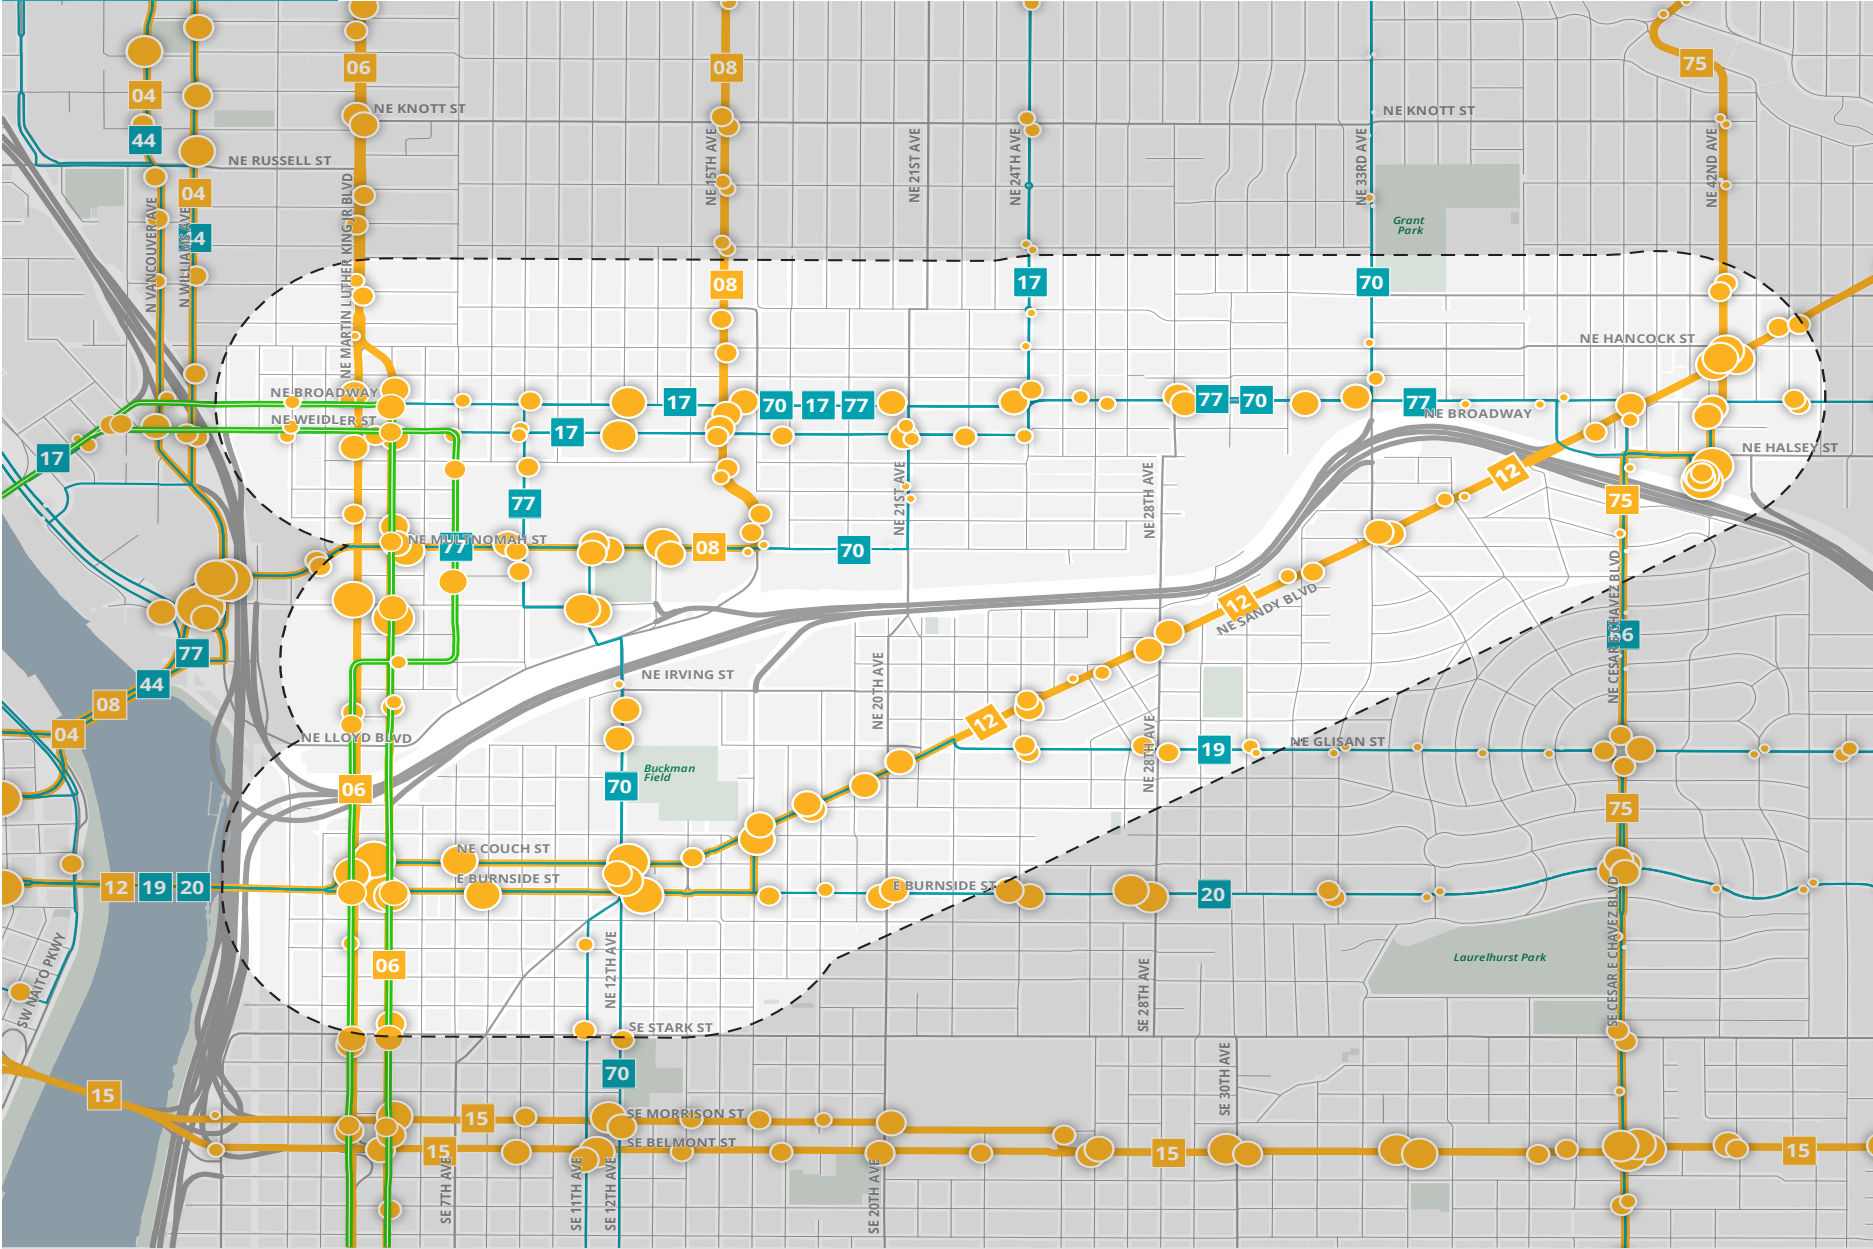 06
08
75
04
NE KNOTT ST
NE KNOTT ST
44
NE RUSSELL ST
NE 15TH AVE
NE 21ST AVE
NE 24TH AVE
NE 33RD AVE
NE 42ND AVE
04
N VANCOUVER AVE
N WILLIAMS AVE
NE MARTIN LUTHER KING JR BLVD
Grant
Park
08
17
70
NE HANCOCK ST
NE BROADWAY
17
70
17
77
77
70
77
NE BROADWAY
NE WEIDLER ST
17
NE HALSEY ST
17
12
77
NE 21ST AVE
NE 28TH AVE
75
NE MULTNOMAH ST
77
08
70
NE CESAR E CHAVEZ BLVD
12
NE SANDY BLVD
66
77
44
NE IRVING ST
NE 20TH AVE
08
04
NE LLOYD BLVD
12
19
NE GLISAN ST
NE 28TH AVE
Buckman
Field
70
06
75
NE COUCH ST
E BURNSIDE ST
E BURNSIDE ST
12
19
20
20
SE CESAR E CHAVEZ BLVD
SW NAITO PKWY
NE 12TH AVE
06
Laurelhurst Park
SE 28TH AVE
SE STARK ST
70
SE 30TH AVE
15
15
SE MORRISON ST
SE BELMONT ST
15
15
15
SE 7TH AVE
SE 11TH AVE
SE 12TH AVE
SE 20TH AVE